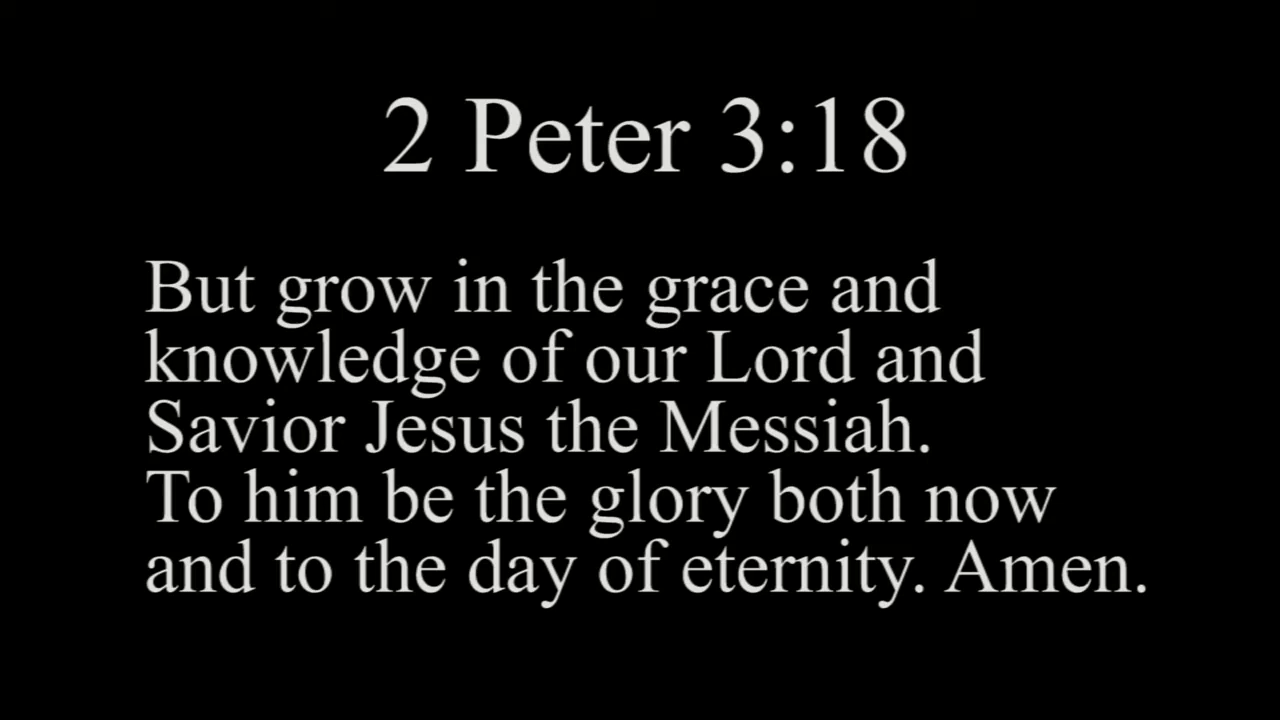 2 Peter 3:18
But grow in the grace and
knowledge of our Lord and
Savior Jesus the Messiah.
To him be the glory both now
and to the day of eternity. Amen.